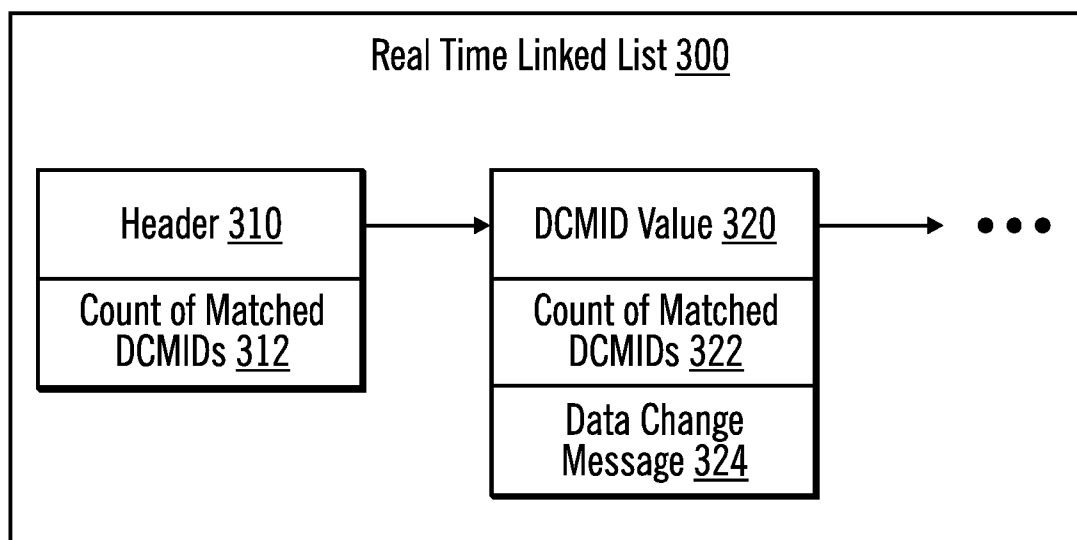 Real Time Linked List 300
Header 310
Count of Matched
DCMIDs 312
DCMID Value 320
Count of Matched
DCMIDs 322
Data Change
Message 324